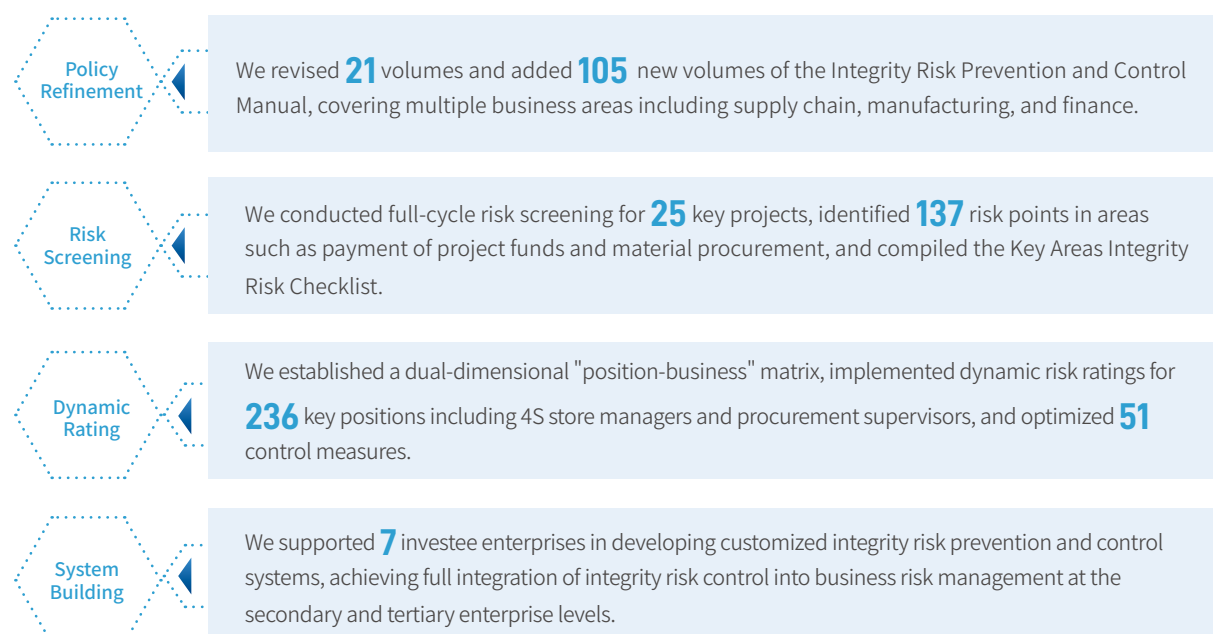 Policy
Refinement
We revised 21 volumes and added 105 new volumes of the Integrity Risk Prevention and Control
Manual, covering multiple business areas including supply chain, manufacturing, and finance.
Risk
Screening
We conducted full-cycle risk screening for 25 key projects, identified 137 risk points in areas
such as payment of project funds and material procurement, and compiled the Key Areas Integrity
Risk Checklist.
Dynamic
Rating
We established a dual-dimensional "position-business" matrix, implemented dynamic risk ratings for
236 key positions including 4S store managers and procurement supervisors, and optimized 51
control measures.
System
Building
We supported 7 investee enterprises in developing customized integrity risk prevention and control
systems, achieving full integration of integrity risk control into business risk management at the
secondary and tertiary enterprise levels.